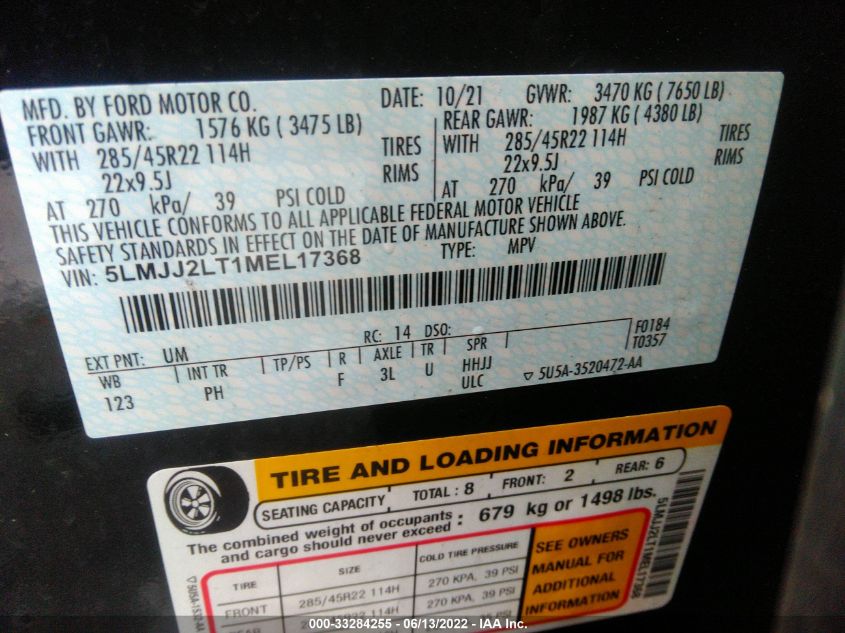 MFD. BY FORD MOTOR CO. DATE: 10/21 GVWR: 3470 KG ( 7650 LB)
FRONT GAWR: 1576 KG ( 3475 LB) REAR GAWR: 1987 KG ( 4380 LB)
WITH 285/45R22 114H TIRES WITH 285/45R22 114H TIRES
22x9.5J RIMS 22x9.5J RIMS
AT 270 kPa/ 39 PSI COLD AT 270 kPa/ 39 PSI COLD
THIS VEHICLE CONFORMS TO ALL APPLICABLE FEDERAL MOTOR VEHICLE
SAFETY STANDARDS IN EFFECT ON THE DATE OF MANUFACTURE SHOWN ABOVE.
VIN: 5LMJJ2LT1MEL17368 TYPE: MPV
F0184
T0357
EXT PNT: UM RC: 14 DSO:
WB INT TR TP/PS R AXLE TR SPR
123 PH F 3L U HHJJ
ULC ▽ 5U5A-3520472-AA
TIRE AND LOADING INFORMATION
SEATING CAPACITY TOTAL : 8 FRONT: 2 REAR: 6
The combined weight of occupants
and cargo should never exceed : 679 kg or 1498 lbs.
TIRE SIZE COLD TIRE PRESSURE
FRONT 285/45R22 114H 270 KPA, 39 PSI
114H 270 KPA, 39 PSI
SEE OWNERS
MANUAL FOR
ADDITIONAL
INFORMATION
5LMJJ2LT1MEL17368
000-33284255 - 06/13/2022 - IAA Inc.